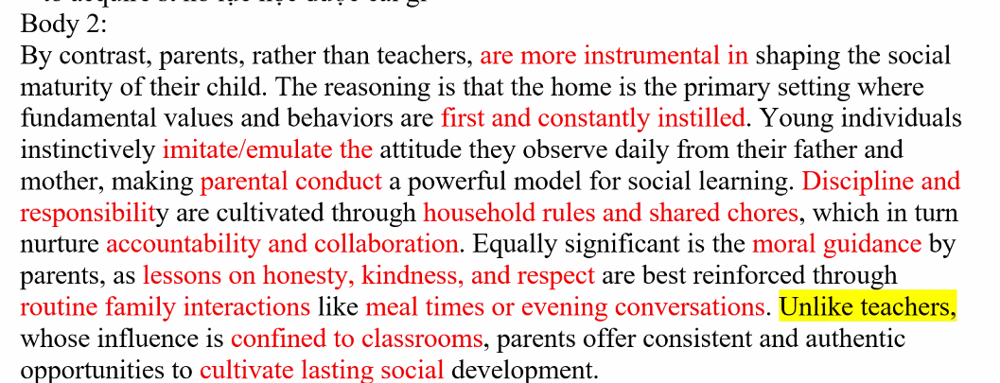 Body 2:
By contrast, parents, rather than teachers, are more instrumental in shaping the social
maturity of their child. The reasoning is that the home is the primary setting where
fundamental values and behaviors are first and constantly instilled. Young individuals
instinctively imitate/emulate the attitude they observe daily from their father and
mother, making parental conduct a powerful model for social learning. Discipline and
responsibility are cultivated through household rules and shared chores, which in turn
nurture accountability and collaboration. Equally significant is the moral guidance by
parents, as lessons on honesty, kindness, and respect are best reinforced through
routine family interactions like meal times or evening conversations. Unlike teachers,
whose influence is confined to classrooms, parents offer consistent and authentic
opportunities to cultivate lasting social development.